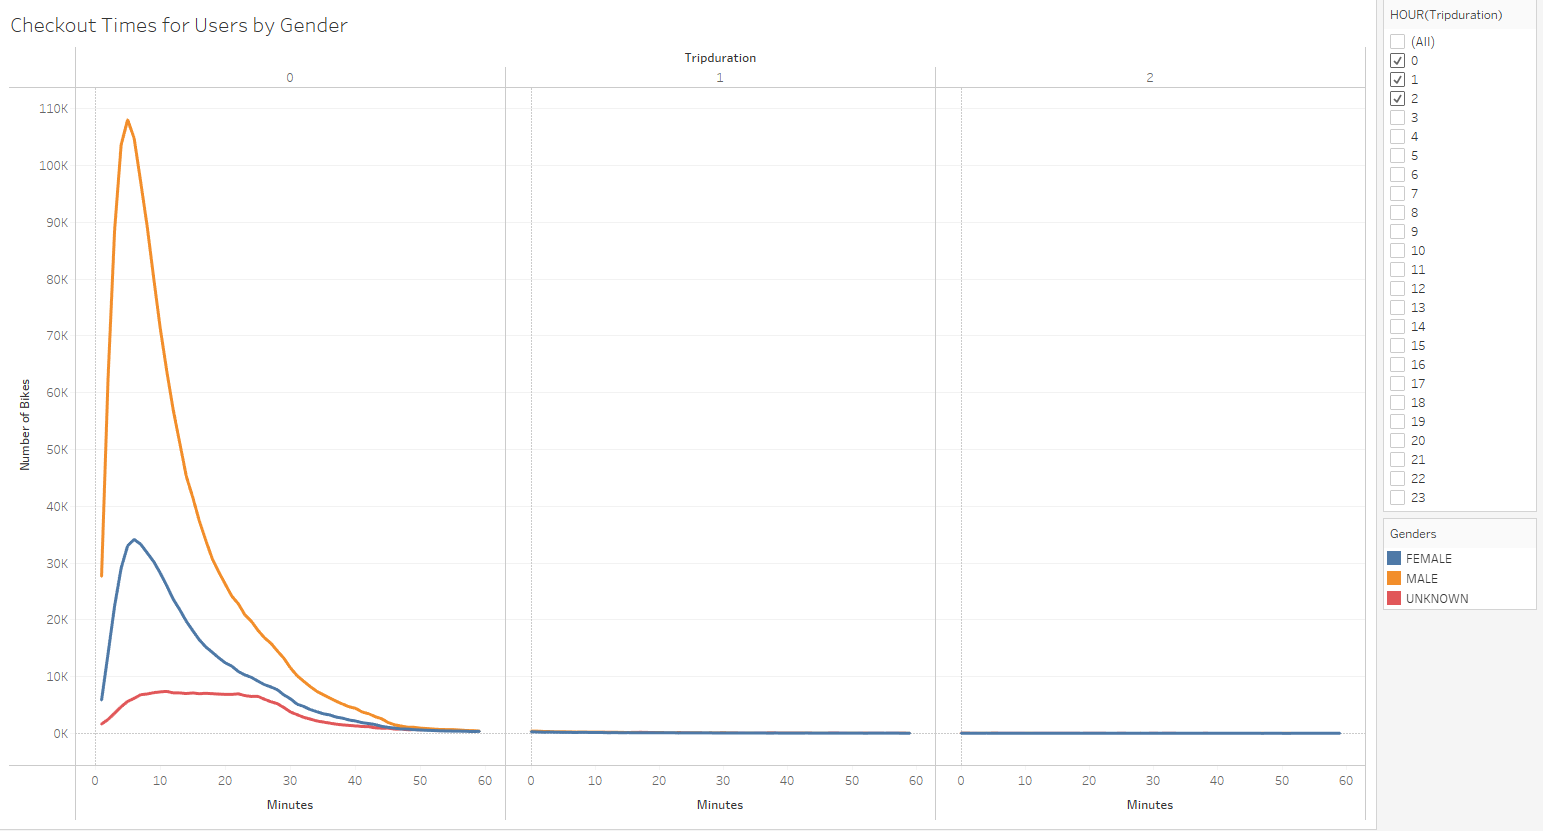 Checkout Times for Users by Gender
Tripduration
0 1 2
110K
100K
90K
80K
70K
60K
50K
40K
30K
20K
10K
0K
Number of Bikes
0 10 20 30 40 50 60 0 10 20 30 40 50 60 0 10 20 30 40 50 60
Minutes Minutes Minutes
HOUR(Tripduration)
(All)
0
1
2
3
4
5
6
7
8
9
10
11
12
13
14
15
16
17
18
19
20
21
22
23
Genders
FEMALE
MALE
UNKNOWN